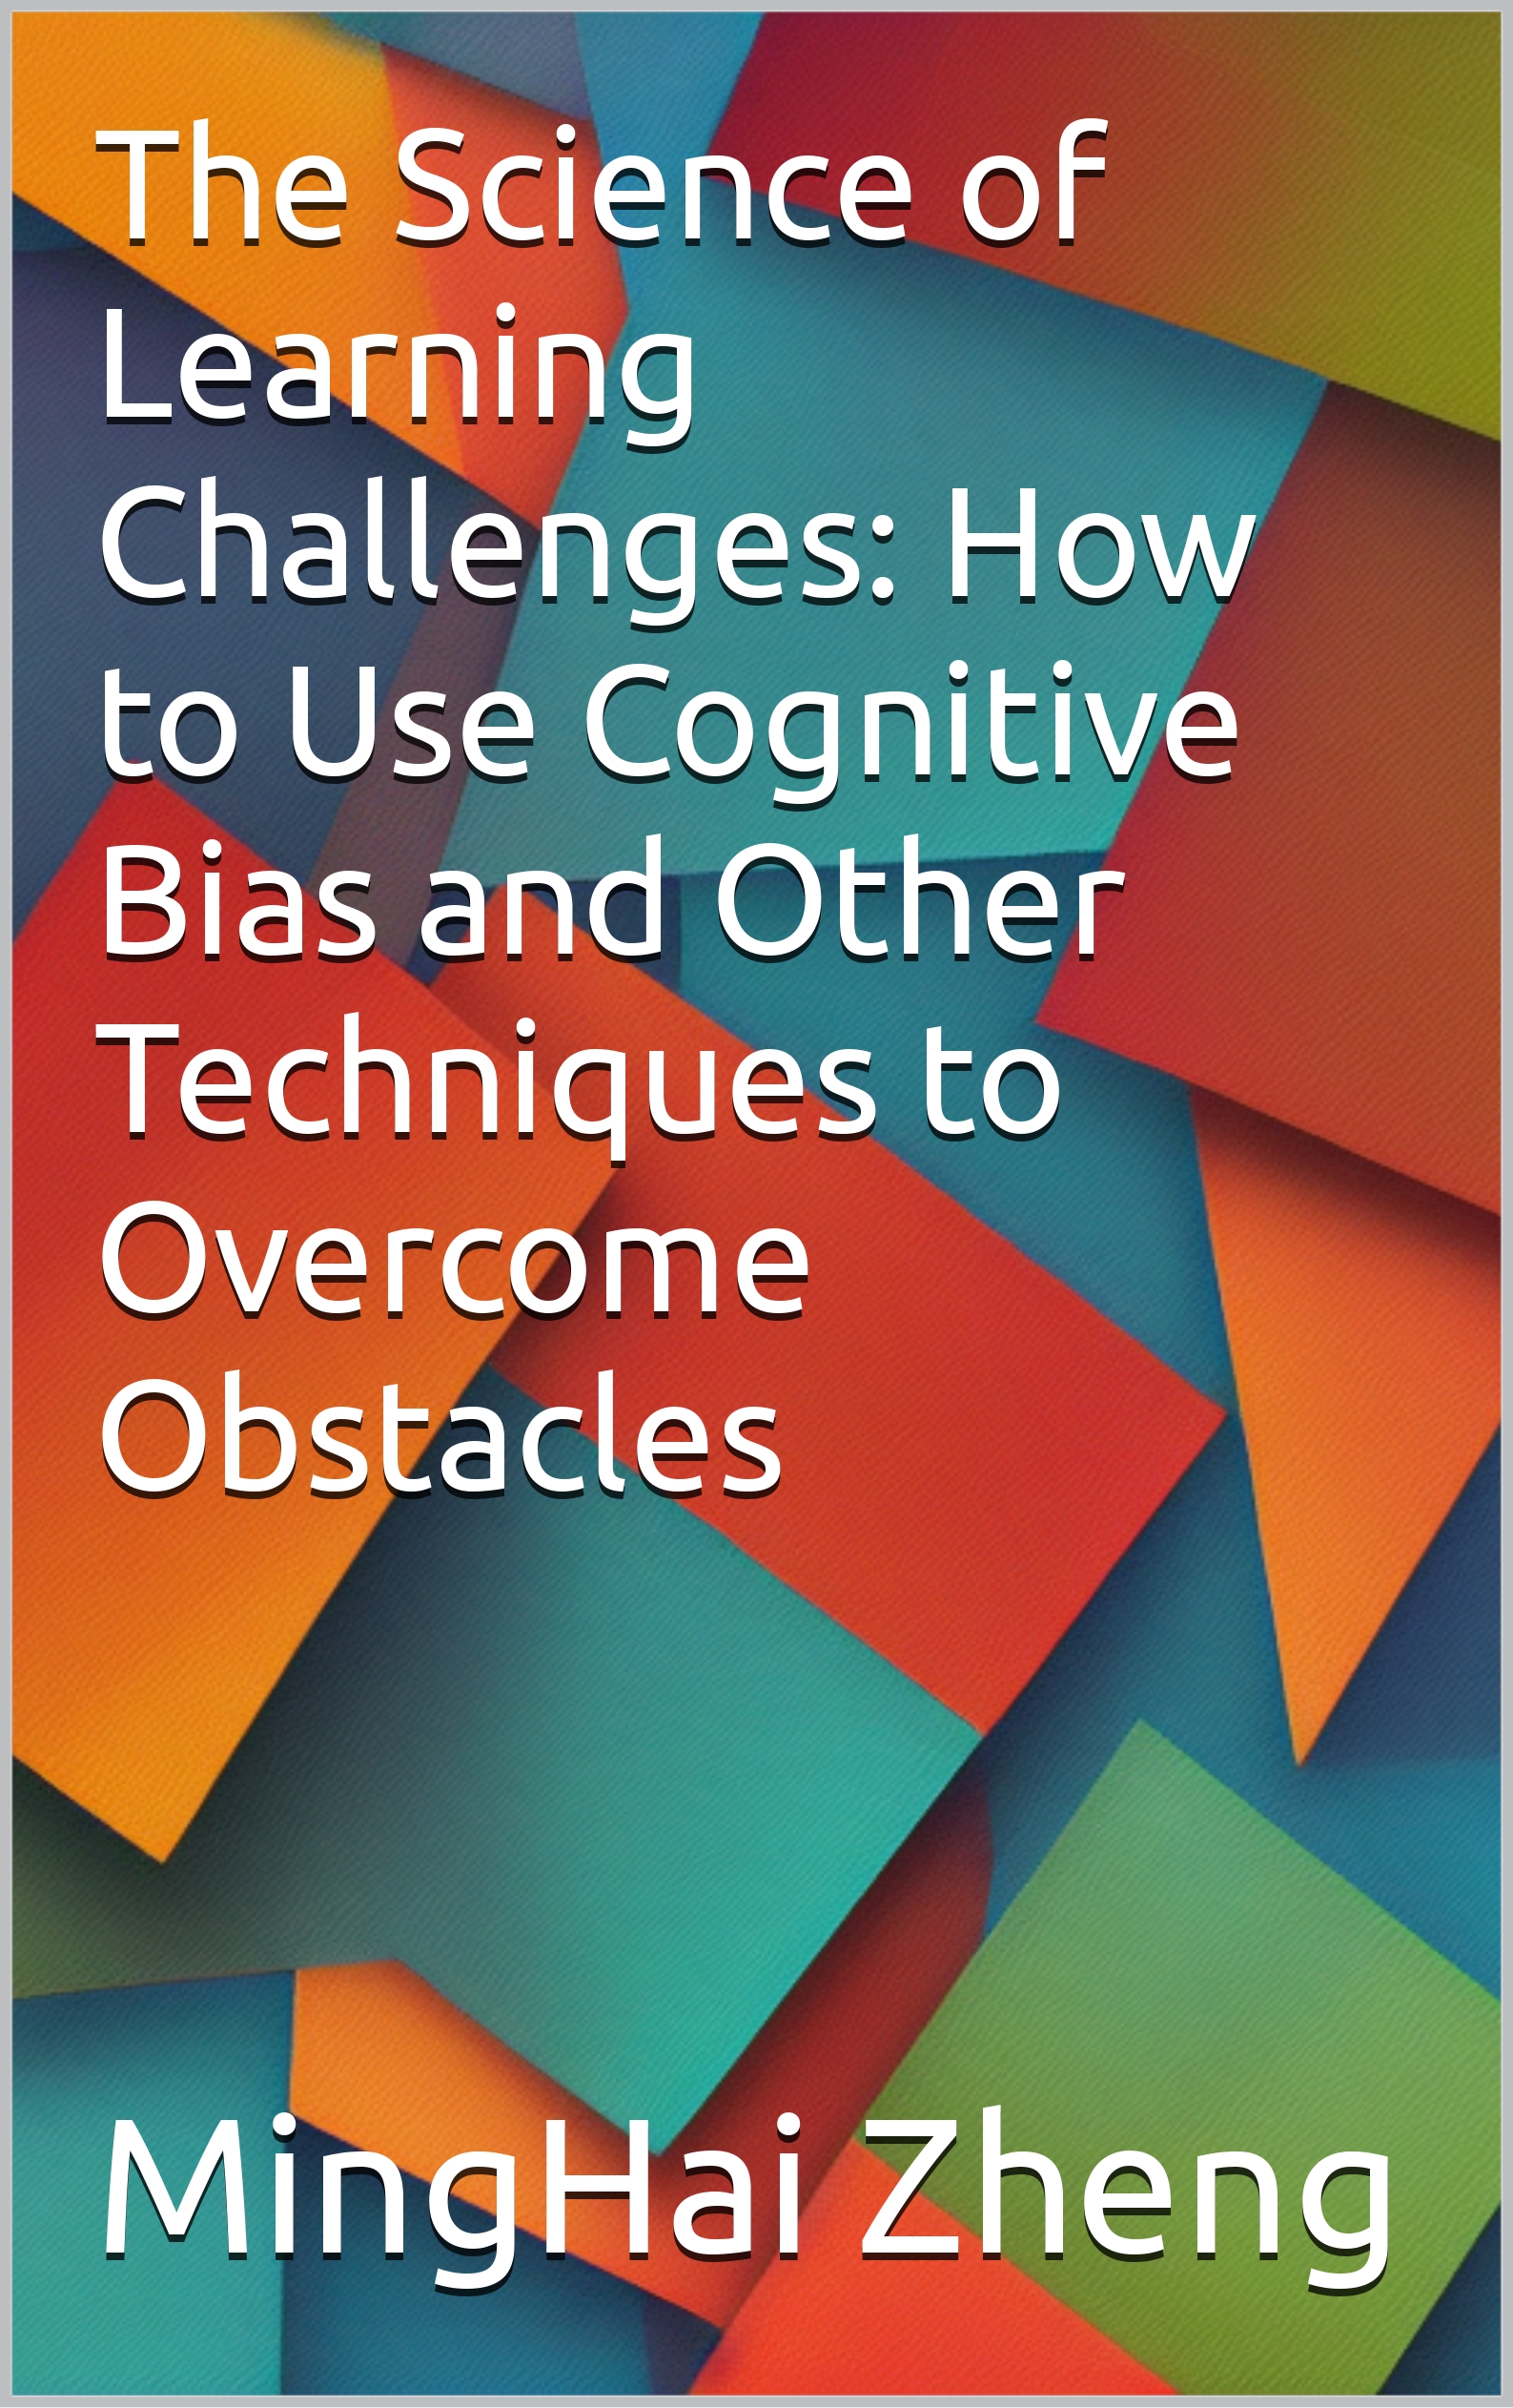 The Science of
Learning
Challenges: How
to Use Cognitive
Bias and Other
Techniques to
Overcome
Obstacles
MingHai Zheng